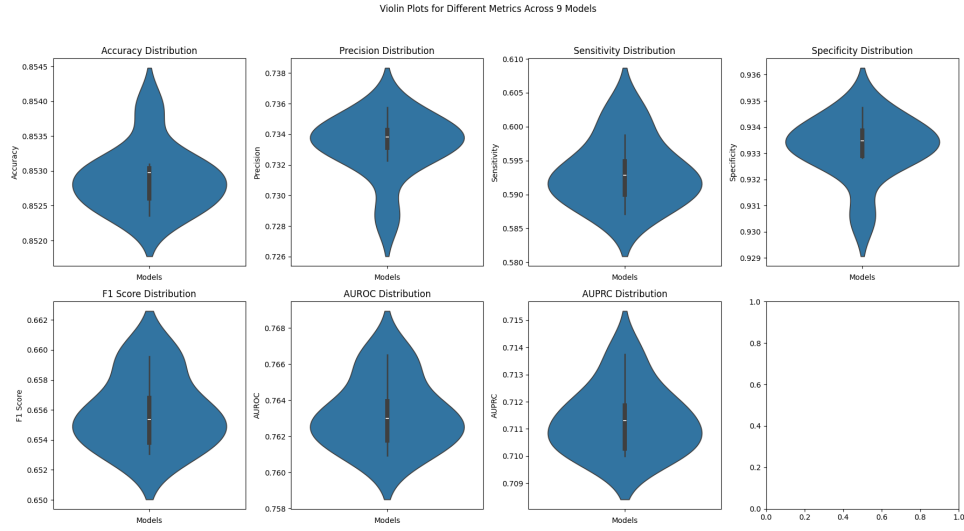 Violin Plots for Different Metrics Across 9 Models
Accuracy Distribution
Accuracy
0.8545
0.8540
0.8535
0.8530
0.8525
0.8520
Models
Precision Distribution
Precision
0.738
0.736
0.734
0.732
0.730
0.728
0.726
Models
Sensitivity Distribution
Sensitivity
0.610
0.605
0.600
0.595
0.590
0.585
0.580
Models
Specificity Distribution
Specificity
0.936
0.935
0.934
0.933
0.932
0.931
0.930
0.929
Models
F1 Score Distribution
F1 Score
0.662
0.660
0.658
0.656
0.654
0.652
0.650
Models
AUROC Distribution
AUROC
0.768
0.766
0.764
0.762
0.760
0.758
Models
AUPRC Distribution
AUPRC
0.715
0.714
0.713
0.712
0.711
0.710
0.709
Models
1.0
0.8
0.6
0.4
0.2
0.0
0.0 0.2 0.4 0.6 0.8 1.0